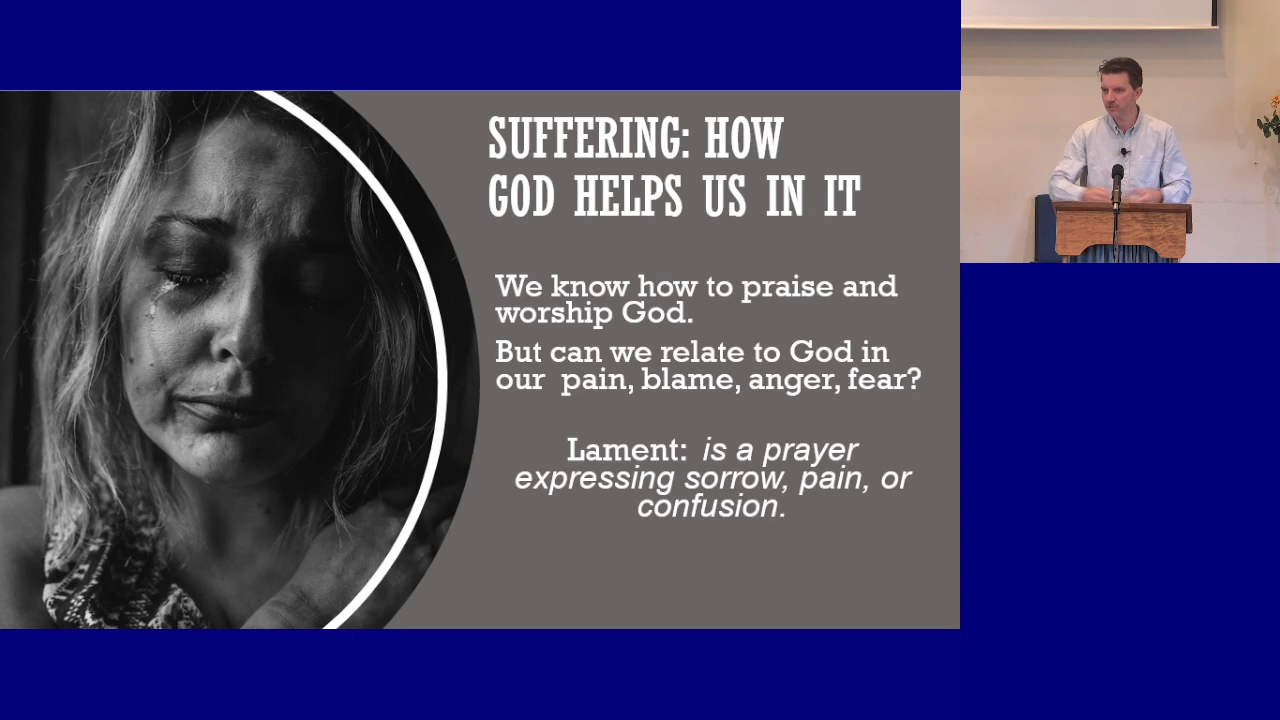 SUFFERING: HOW
GOD HELPS US IN IT
We know how to praise and
worship God.
But can we relate to God in
our pain, blame, anger, fear?
Lament: is a prayer
expressing sorrow, pain, or
confusion.